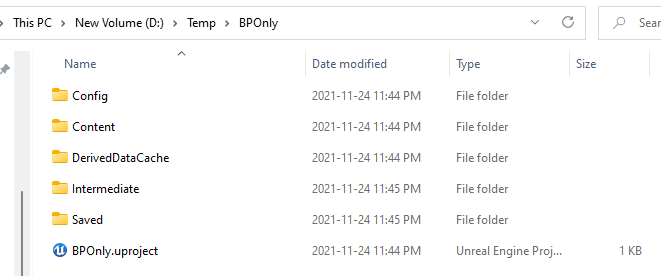 This PC > New Volume (D:) > Temp > BPOnly
Sear
Name Date modified Type Size
Config 2021-11-24 11:44 PM File folder
Content 2021-11-24 11:44 PM File folder
DerivedDataCache 2021-11-24 11:44 PM File folder
Intermediate 2021-11-24 11:45 PM File folder
Saved 2021-11-24 11:45 PM File folder
BPOnly.uproject 2021-11-24 11:44 PM Unreal Engine Proj... 1 KB